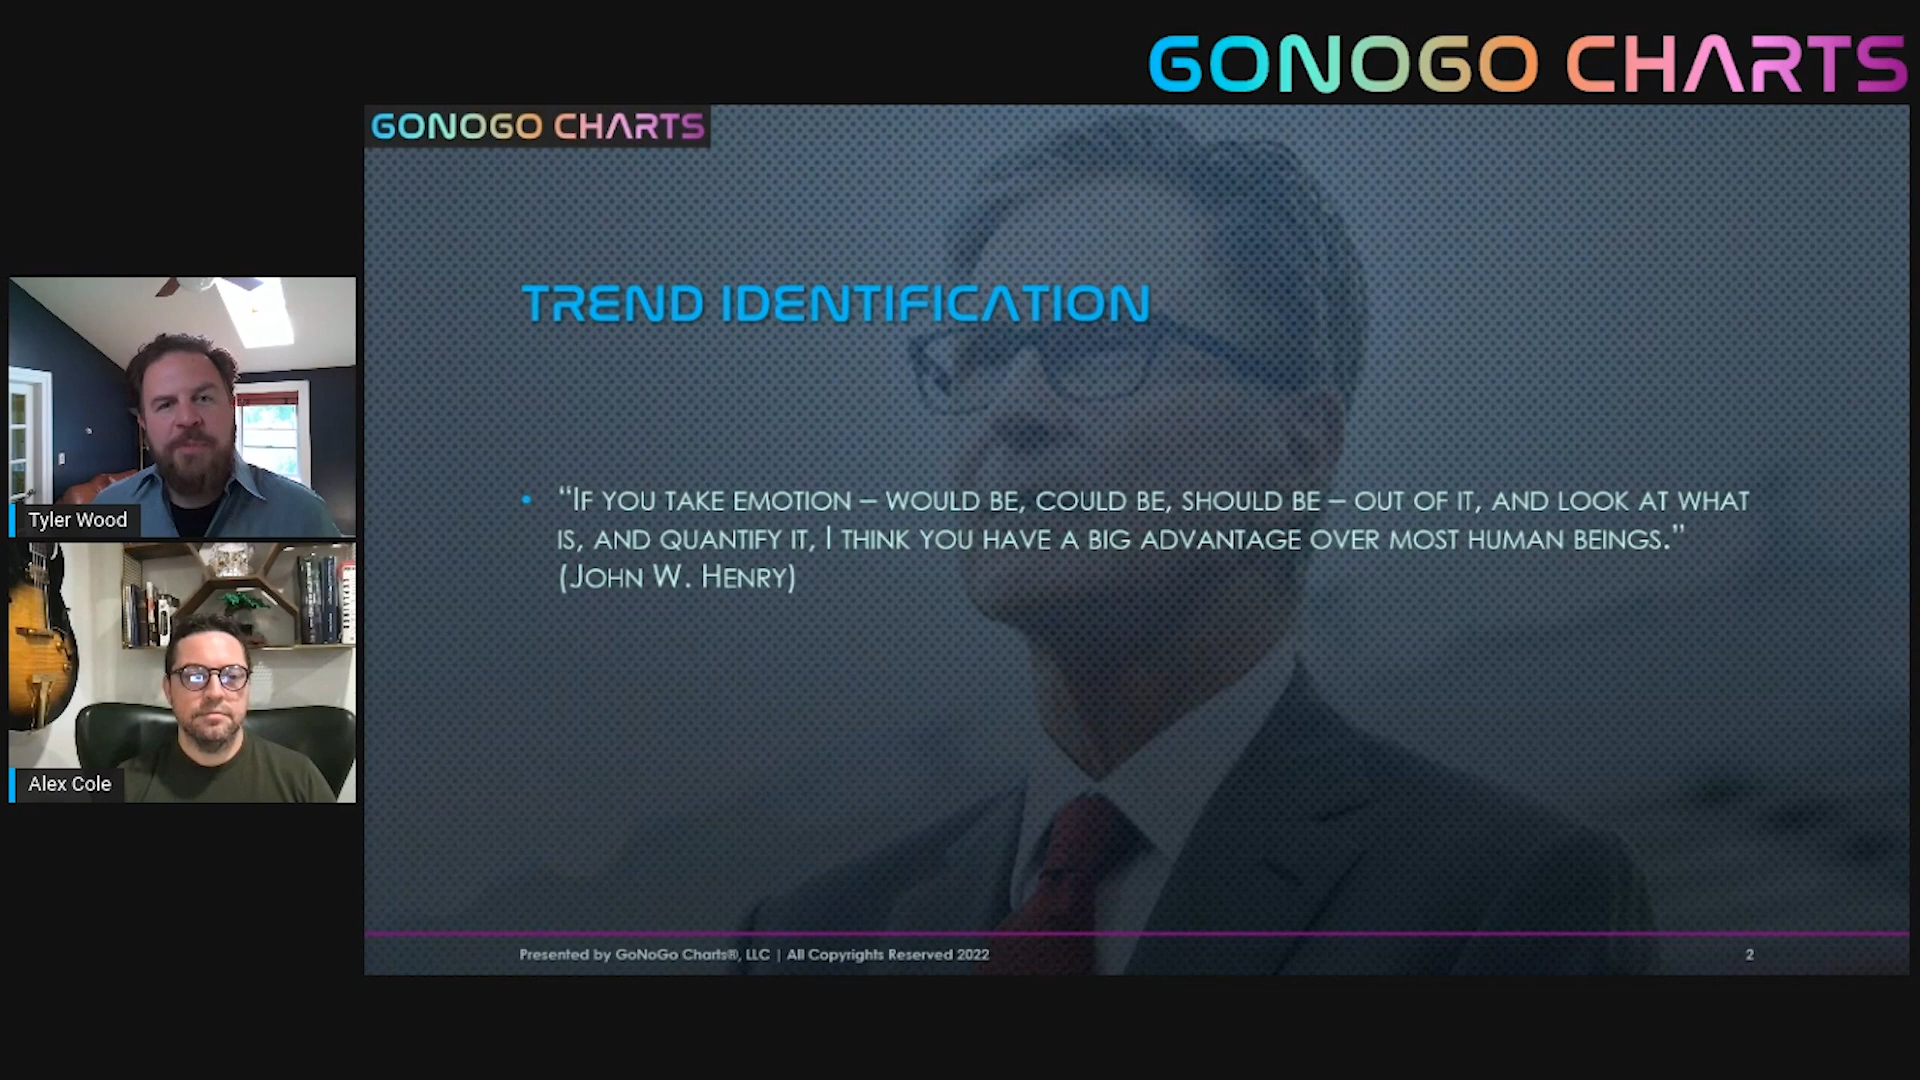 GONOGO CHARTS
GONOGO CHARTS
TREND IDENTIFICATION
• “IF YOU TAKE EMOTION – WOULD BE, COULD BE, SHOULD BE – OUT OF IT, AND LOOK AT WHAT
IS, AND QUANTIFY IT, I THINK YOU HAVE A BIG ADVANTAGE OVER MOST HUMAN BEINGS.”
(JOHN W. HENRY)
Tyler Wood
Alex Cole
Presented by GoNoGo Charts®, LLC | All Copyrights Reserved 2022
2